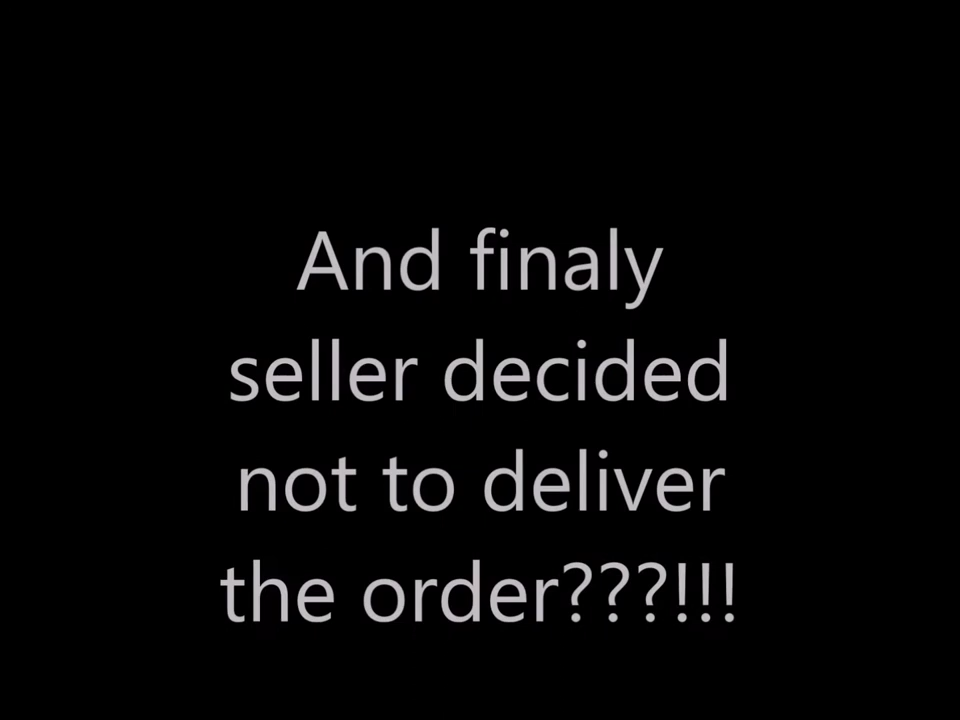 And finaly
seller decided
not to deliver
the order???!!!